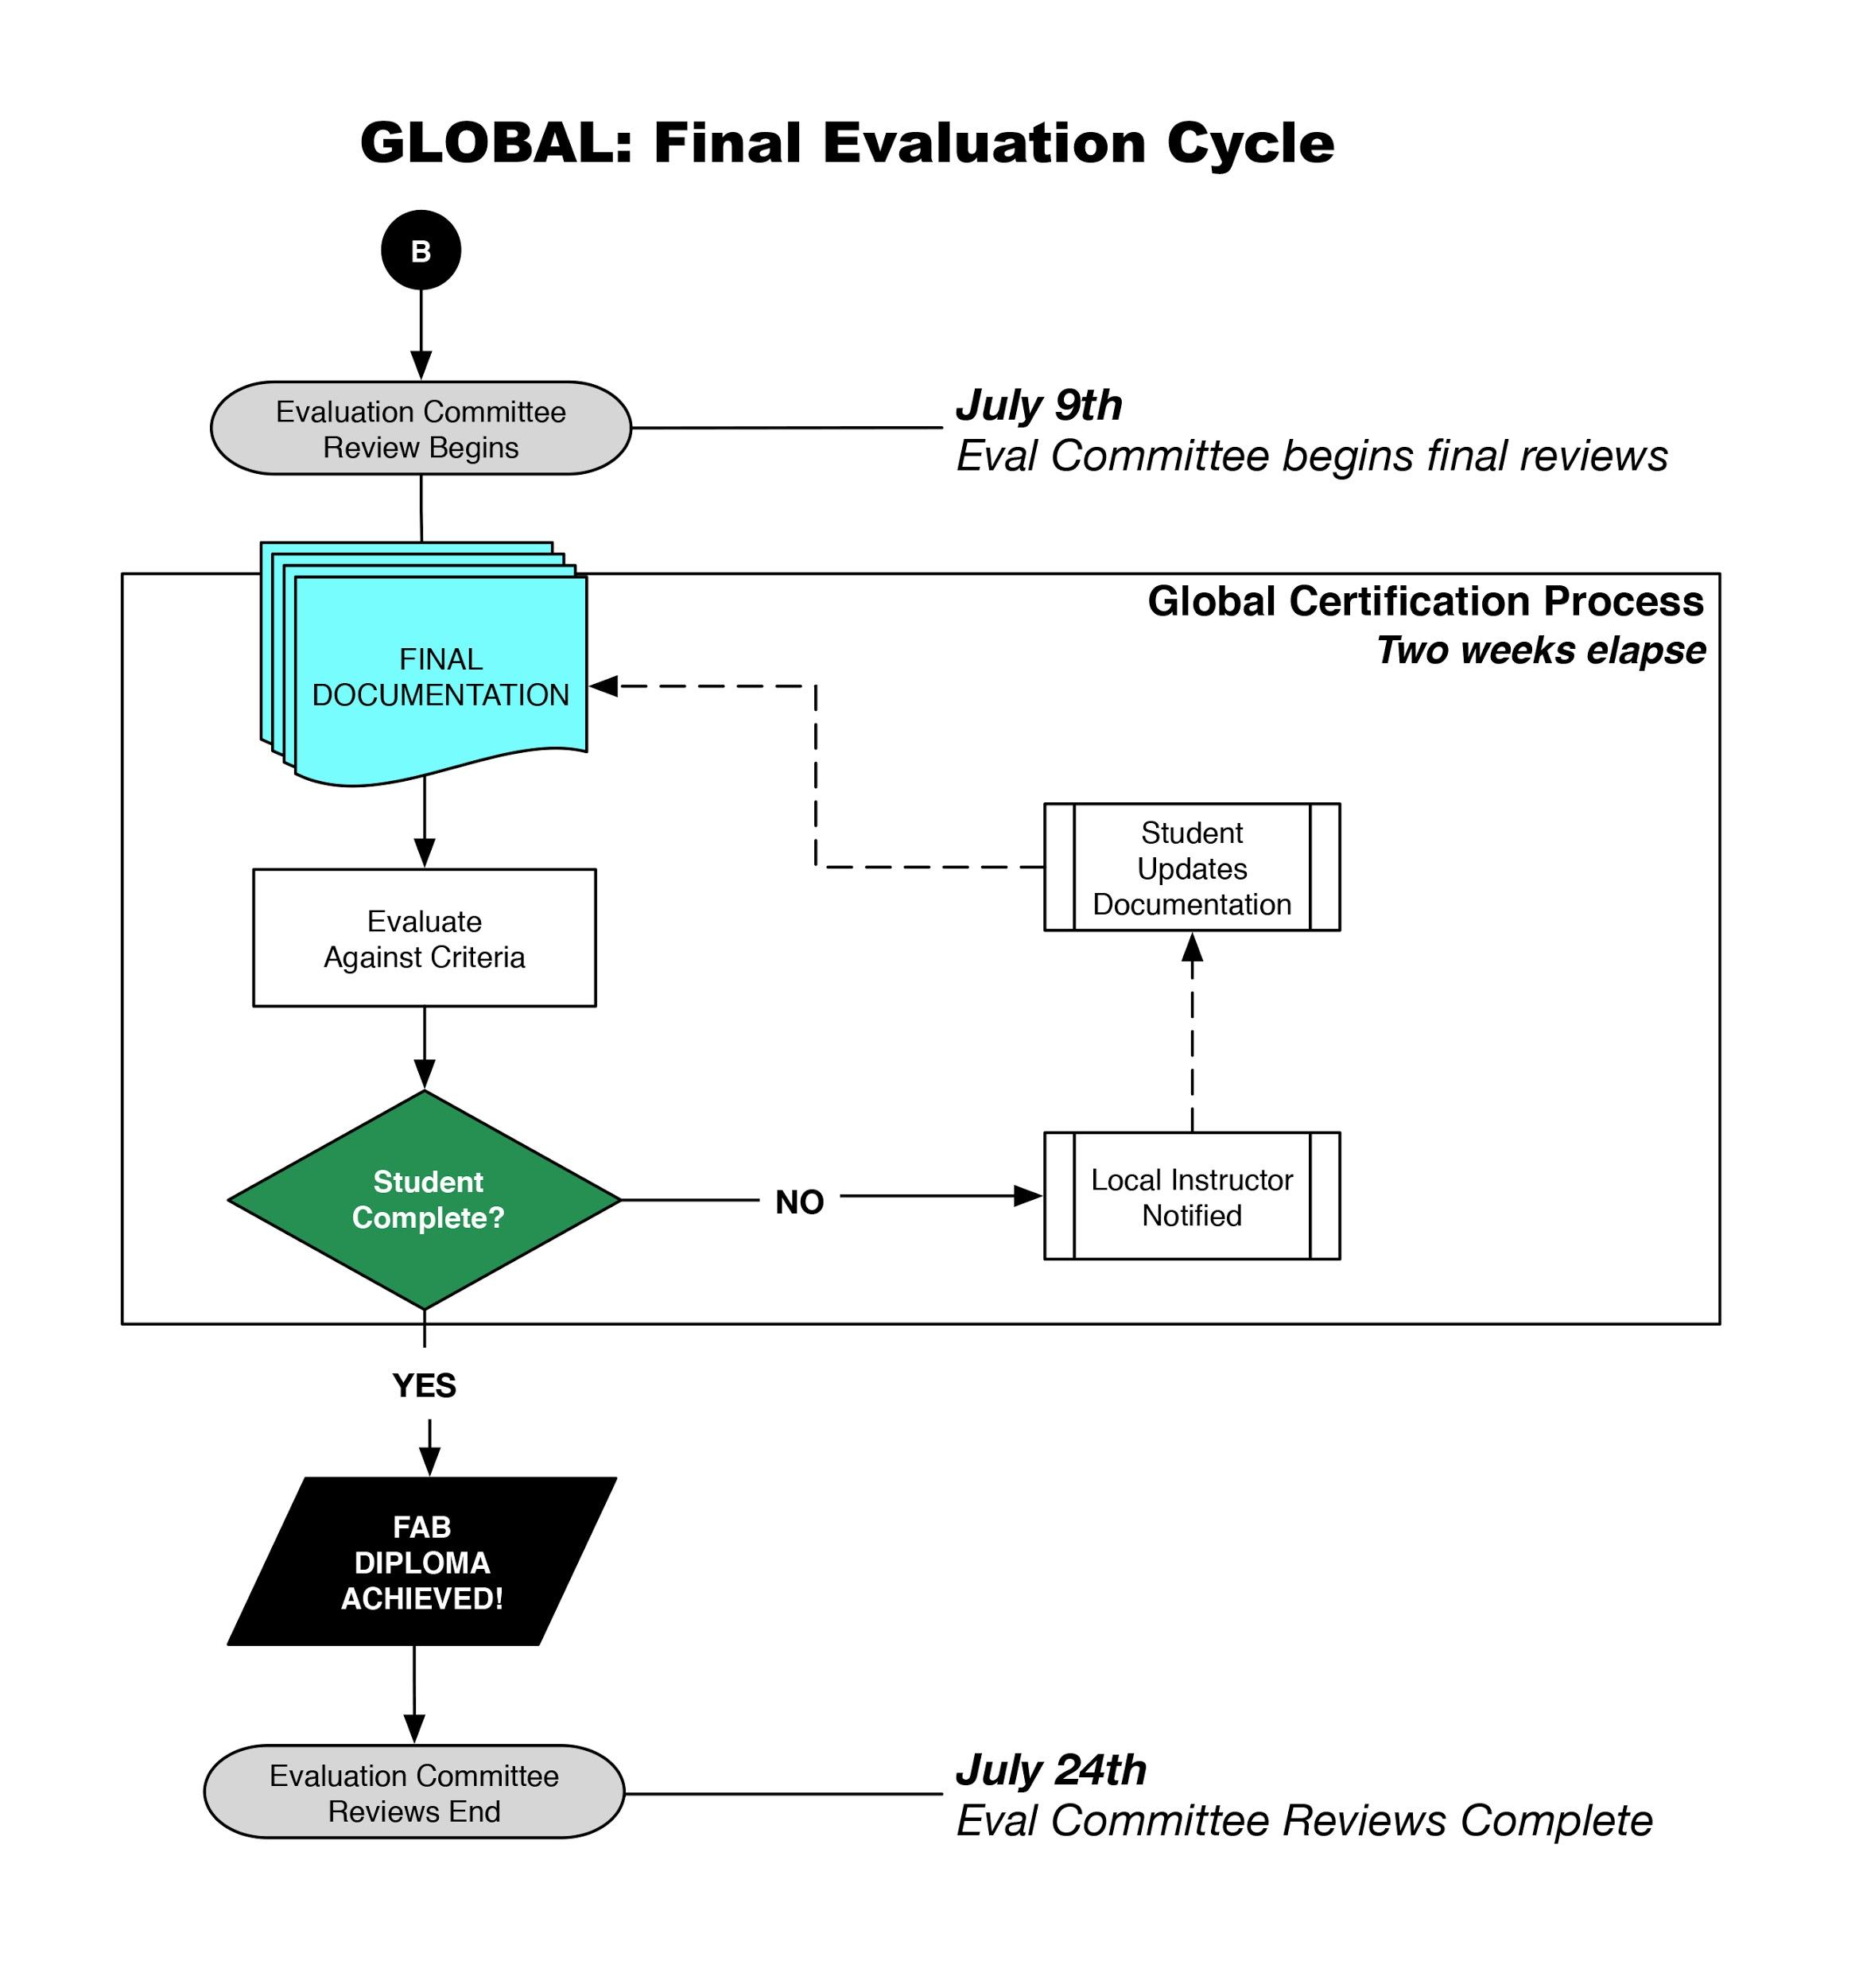 GLOBAL: Final Evaluation Cycle
B
Evaluation Committee
Review Begins
July 9th
Eval Committee begins final reviews
Global Certification Process
Two weeks elapse
FINAL
DOCUMENTATION
Student
Updates
Documentation
Evaluate
Against Criteria
Student
Complete?
NO
Local Instructor
Notified
YES
FAB
DIPLOMA
ACHIEVED!
Evaluation Committee
Reviews End
July 24th
Eval Committee Reviews Complete